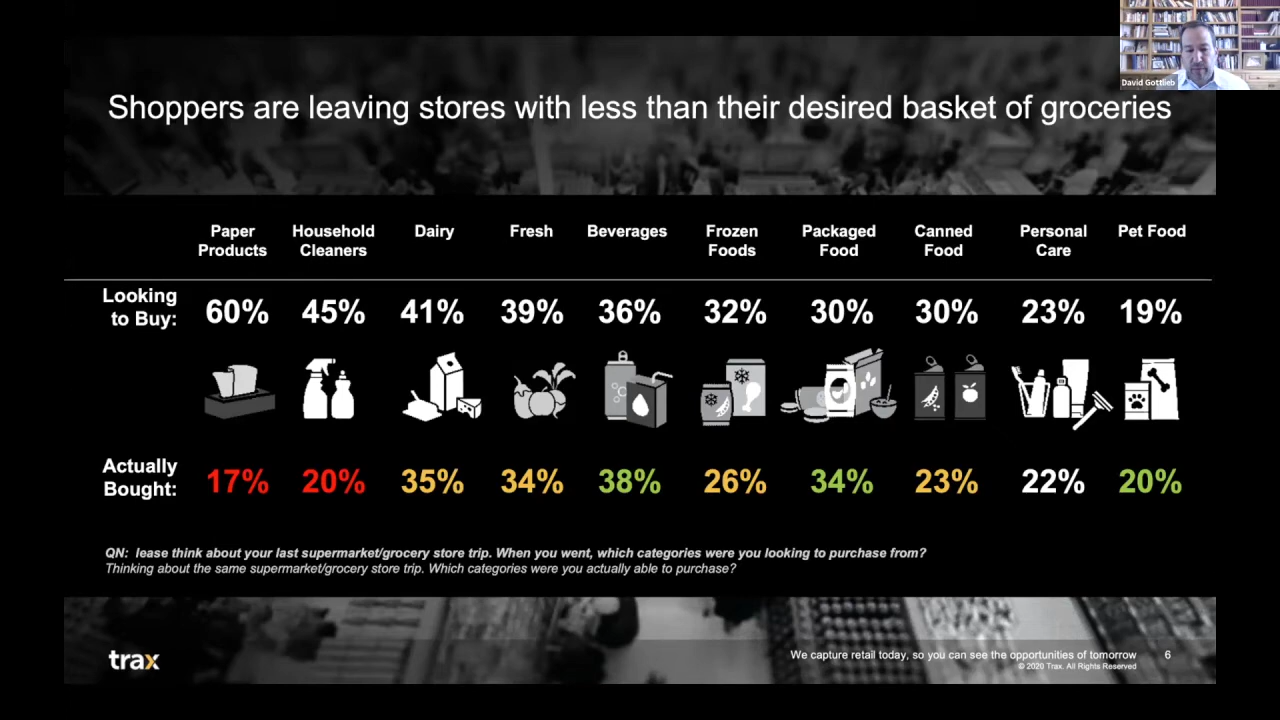 David Gottlieb
Shoppers are leaving stores with less than their desired basket of groceries
Paper Products
Household Cleaners
Dairy
Fresh
Beverages
Frozen Foods
Packaged Food
Canned Food
Personal Care
Pet Food
Looking to Buy:
60% 45% 41% 39% 36% 32% 30% 30% 23% 19%
Actually Bought:
17% 20% 35% 34% 38% 26% 34% 23% 22% 20%
QN: lease think about your last supermarket/grocery store trip. When you went, which categories were you looking to purchase from?
Thinking about the same supermarket/grocery store trip. Which categories were you actually able to purchase?
trax
We capture retail today, so you can see the opportunities of tomorrow 6
© 2020 Trax. All Rights Reserved